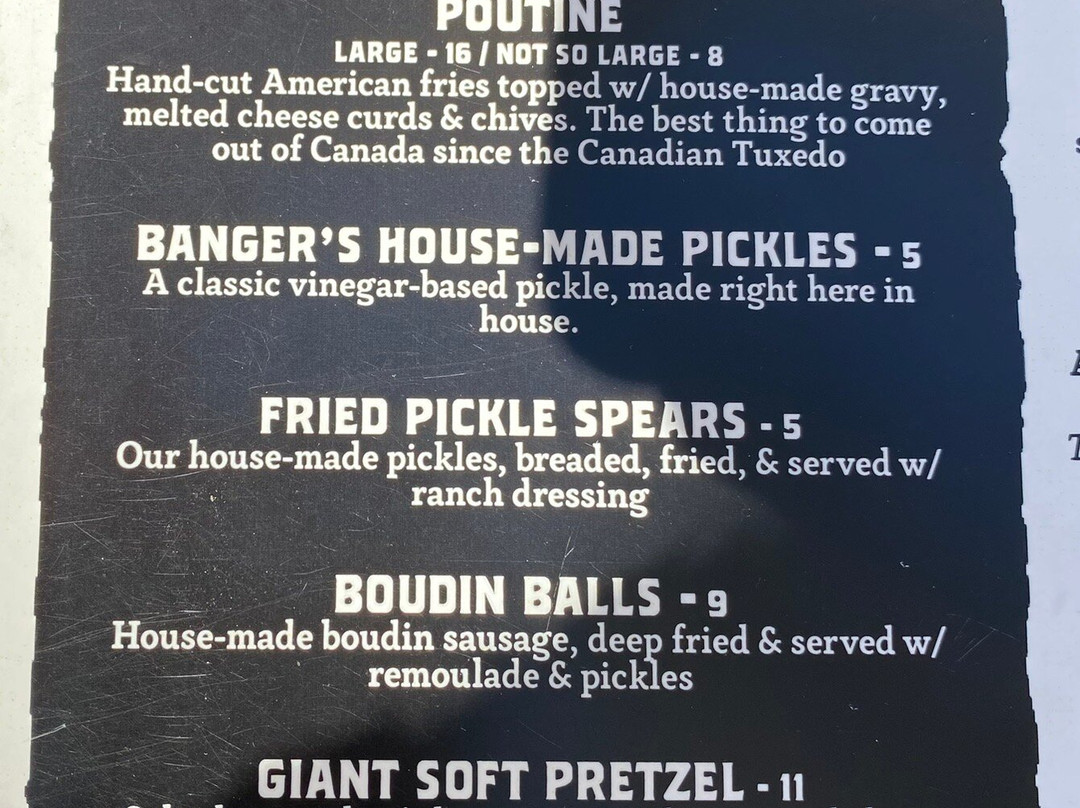 POUTINE
LARGE - 16 / NOT SO LARGE - 8
Hand-cut American fries topped w/ house-made gravy,
melted cheese curds & chives. The best thing to come
out of Canada since the Canadian Tuxedo
BANGER'S HOUSE-MADE PICKLES - 5
A classic vinegar-based pickle, made right here in
house.
FRIED PICKLE SPEARS - 5
Our house-made pickles, breaded, fried, & served w/
ranch dressing
BOUDIN BALLS - 9
House-made boudin sausage, deep fried & served w/
remoulade & pickles
GIANT SOFT PRETZEL - 11